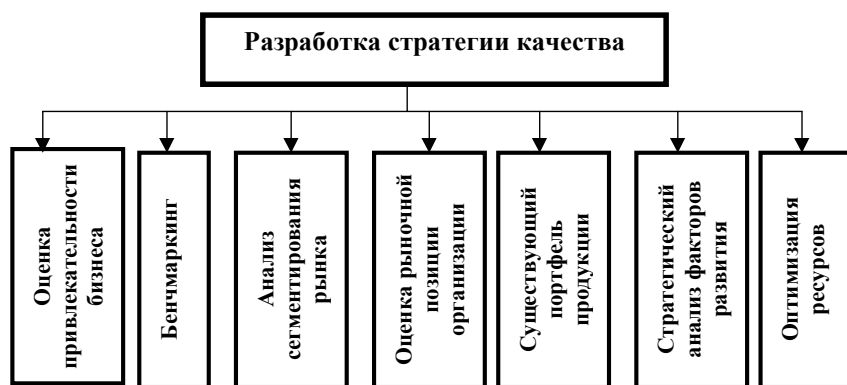 Разработка стратегии качества
Оценка
привлекательности
бизнеса
Бенчмаркинг
Анализ
сегментирования
рынка
Оценка рыночной
позиции
организации
Существующий
портфель
продукции
Стратегический
анализ факторов
развития
Оптимизация
ресурсов